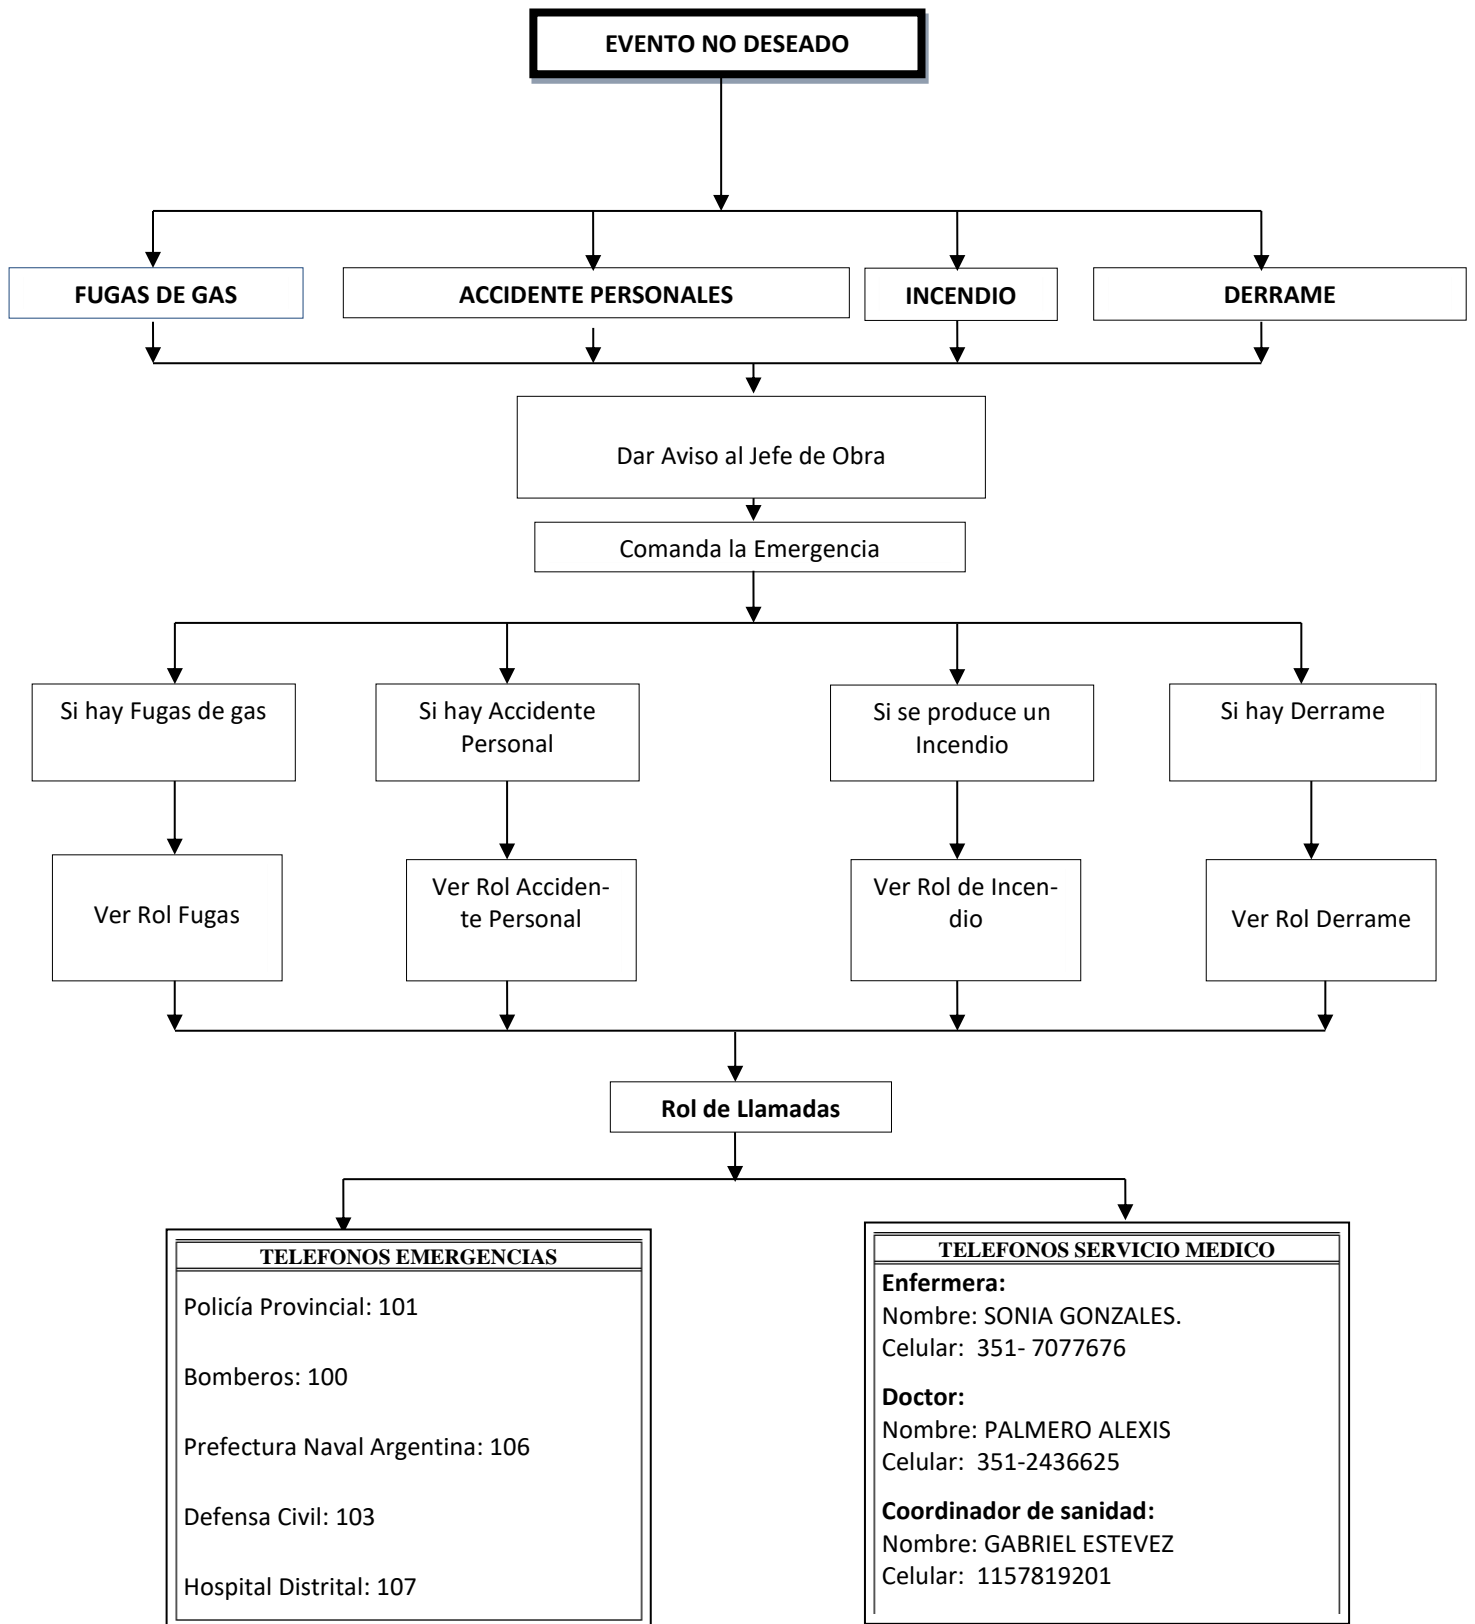 EVENTO NO DESEADO
FUGAS DE GAS
ACCIDENTE PERSONALES
INCENDIO
DERRAME
Dar Aviso al Jefe de Obra
Comanda la Emergencia
Si hay Fugas de gas
Si hay Accidente
Personal
Si se produce un
Incendio
Si hay Derrame
Ver Rol Fugas
Ver Rol Acciden-
te Personal
Ver Rol de Incen-
dio
Ver Rol Derrame
Rol de Llamadas
TELEFONOS EMERGENCIAS
Policía Provincial: 101
Bomberos: 100
Prefectura Naval Argentina: 106
Defensa Civil: 103
Hospital Distrital: 107
TELEFONOS SERVICIO MEDICO
Enfermera:
Nombre: SONIA GONZALES.
Celular: 351- 7077676
Doctor:
Nombre: PALMERO ALEXIS
Celular: 351-2436625
Coordinador de sanidad:
Nombre: GABRIEL ESTEVEZ
Celular: 1157819201